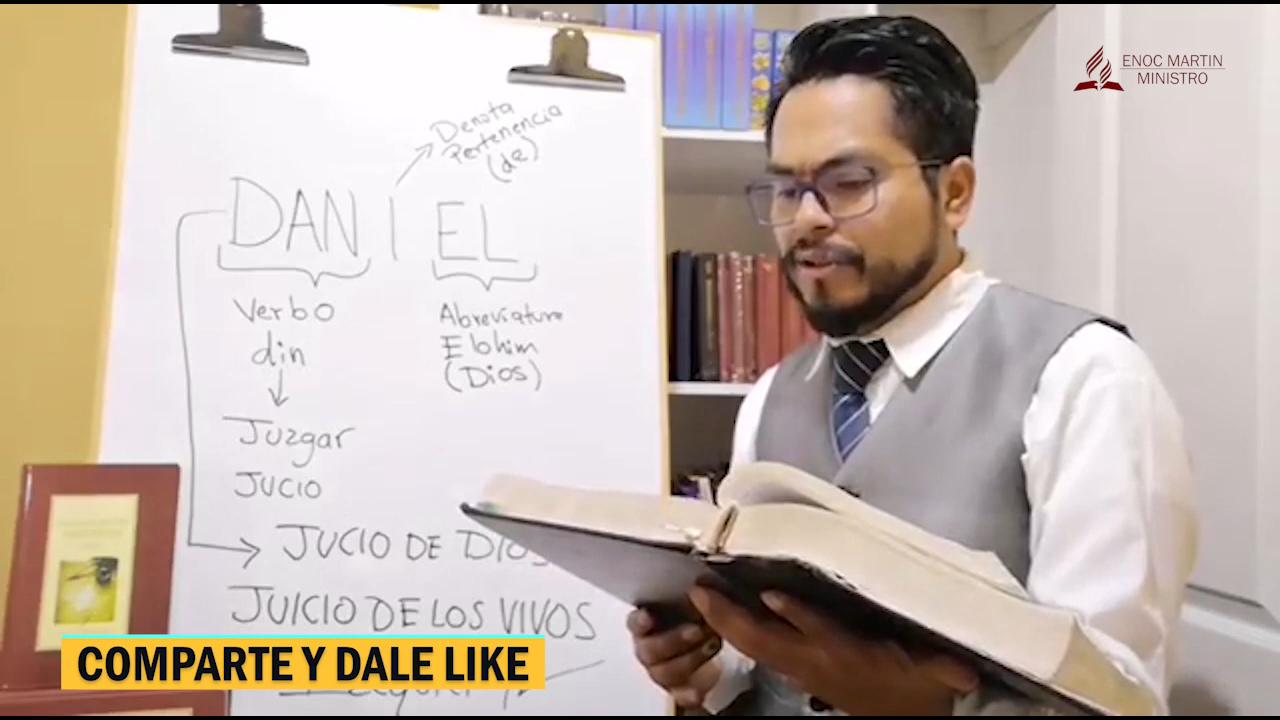 ENOC MARTIN
MINISTRO
Denota
Pertenencia
(de)
DAN I EL
Verbo
din
Juzgar
JUCIO
Abreviatura
Elohim
(Dios)
JUCIO DE DIOS
JUICIO DE LOS VIVOS
COMPARTE Y DALE LIKE